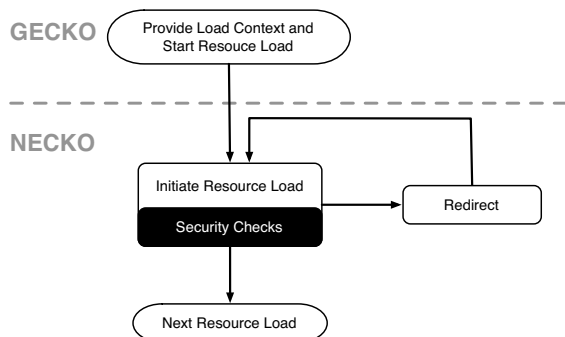 GECKO
Provide Load Context and
Start Resouce Load
NECKO
Initiate Resource Load
Security Checks
Redirect
Next Resource Load